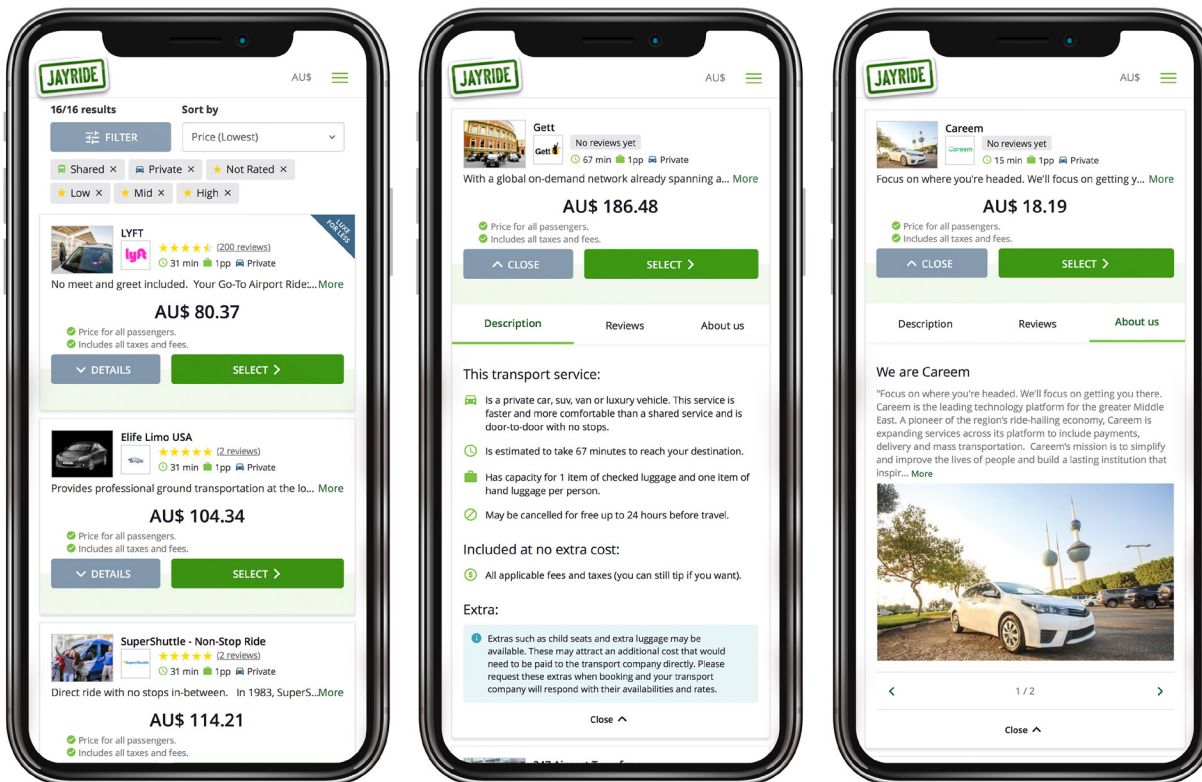 JAYRIDE
AU$
16/16 results
Sort by
FILTER
Price (Lowest)
Shared ×
Private ×
Not Rated ×
Low ×
Mid ×
High ×
LUXE FOR LESS
LYFT
lyft
(200 reviews)
31 min 1pp Private
No meet and greet included. Your Go-To Airport Ride:... More
AU$ 80.37
Price for all passengers.
Includes all taxes and fees.
DETAILS
SELECT
Elife Limo USA
(2 reviews)
31 min 1pp Private
Provides professional ground transportation at the lo... More
AU$ 104.34
Price for all passengers.
Includes all taxes and fees.
DETAILS
SELECT
SuperShuttle - Non-Stop Ride
SuperShuttle
(2 reviews)
31 min 1pp Private
Direct ride with no stops in-between. In 1983, SuperS...More
AU$ 114.21
Price for all passengers.
Includes all taxes and fees.
JAYRIDE
AU$
Gett
Gett
No reviews yet
67 min 1pp Private
With a global on-demand network already spanning a... More
AU$ 186.48
Price for all passengers.
Includes all taxes and fees.
CLOSE
SELECT
Description
Reviews
About us
This transport service:
Is a private car, suv, van or luxury vehicle. This service is
faster and more comfortable than a shared service and is
door-to-door with no stops.
Is estimated to take 67 minutes to reach your destination.
Has capacity for 1 item of checked luggage and one item of
hand luggage per person.
May be cancelled for free up to 24 hours before travel.
Included at no extra cost:
All applicable fees and taxes (you can still tip if you want).
Extra:
Extras such as child seats and extra luggage may be
available. These may attract an additional cost that would
need to be paid to the transport company directly. Please
request these extras when booking and your transport
company will respond with their availabilities and rates.
Close
JAYRIDE
AU$
Careem
Careem
No reviews yet
15 min 1pp Private
Focus on where you're headed. We'll focus on getting y... More
AU$ 18.19
Price for all passengers.
Includes all taxes and fees.
CLOSE
SELECT
Description
Reviews
About us
We are Careem
"Focus on where you're headed. We'll focus on getting you there.
Careem is the leading technology platform for the greater Middle
East. A pioneer of the region's ride-hailing economy, Careem is
expanding services across its platform to include payments,
delivery and mass transportation. Careem's mission is to simplify
and improve the lives of people and build a lasting institution that
inspir... More
1 / 2
Close